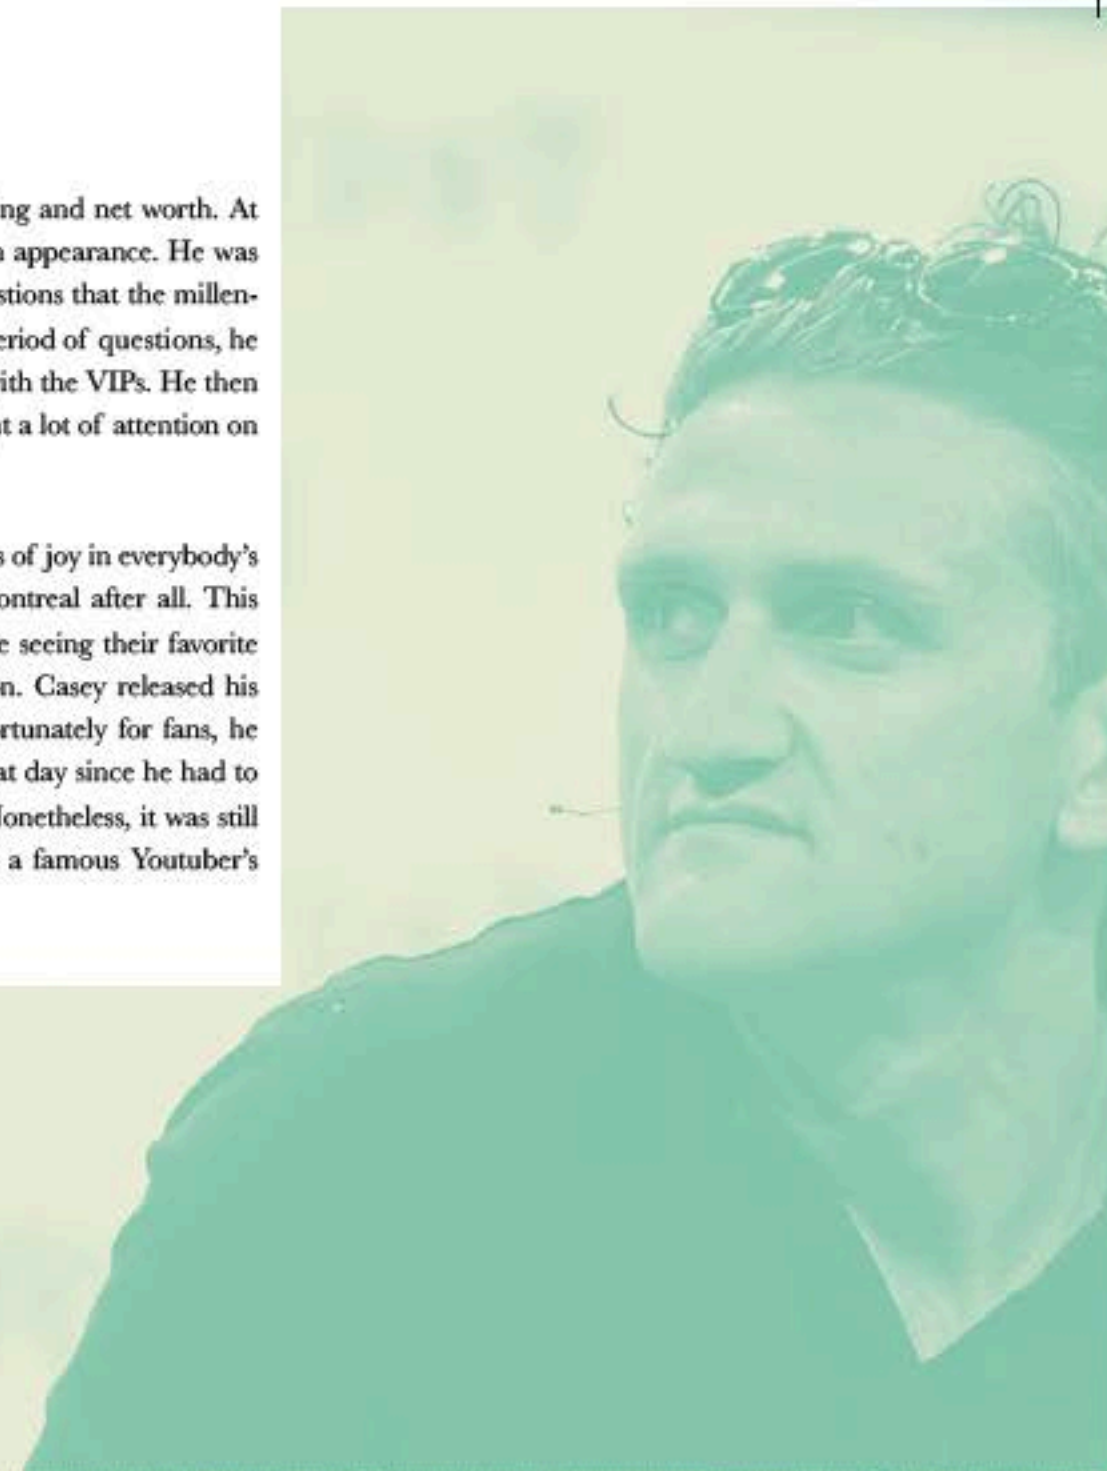 ng and net worth. At
appearance. He was
stions that the millen-
eriod of questions, he
ith the VIPs. He then
t a lot of attention on
s of joy in everybody's
ontreal after all. This
e seeing their favorite
n. Casey released his
rtunately for fans, he
at day since he had to
onetheless, it was still
a famous Youtuber's